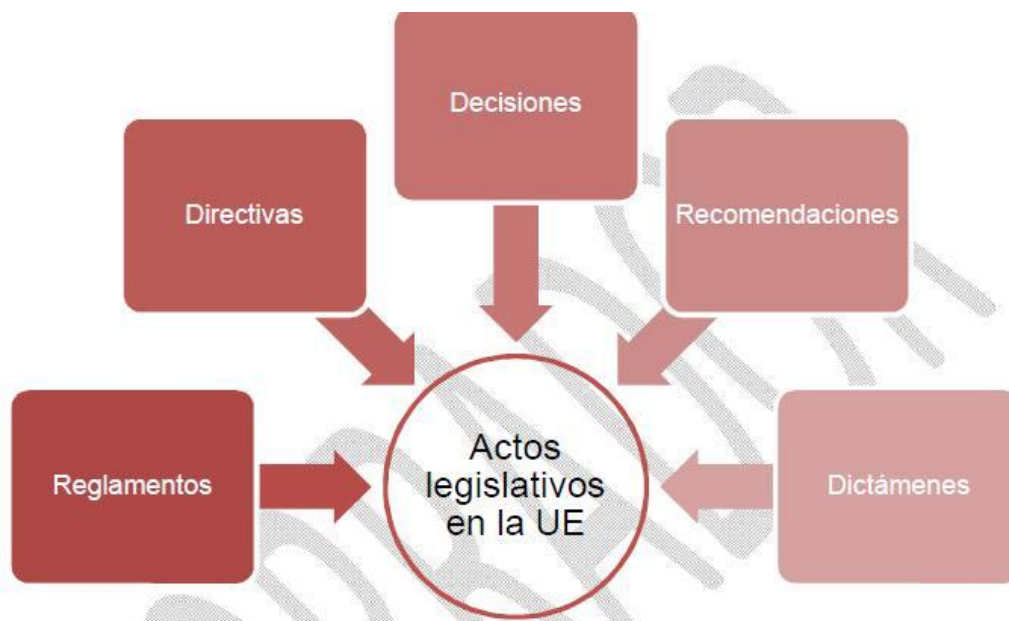 Decisiones
Directivas
Recomendaciones
Reglamentos
Actos
legislativos
en la UE
Dictámenes